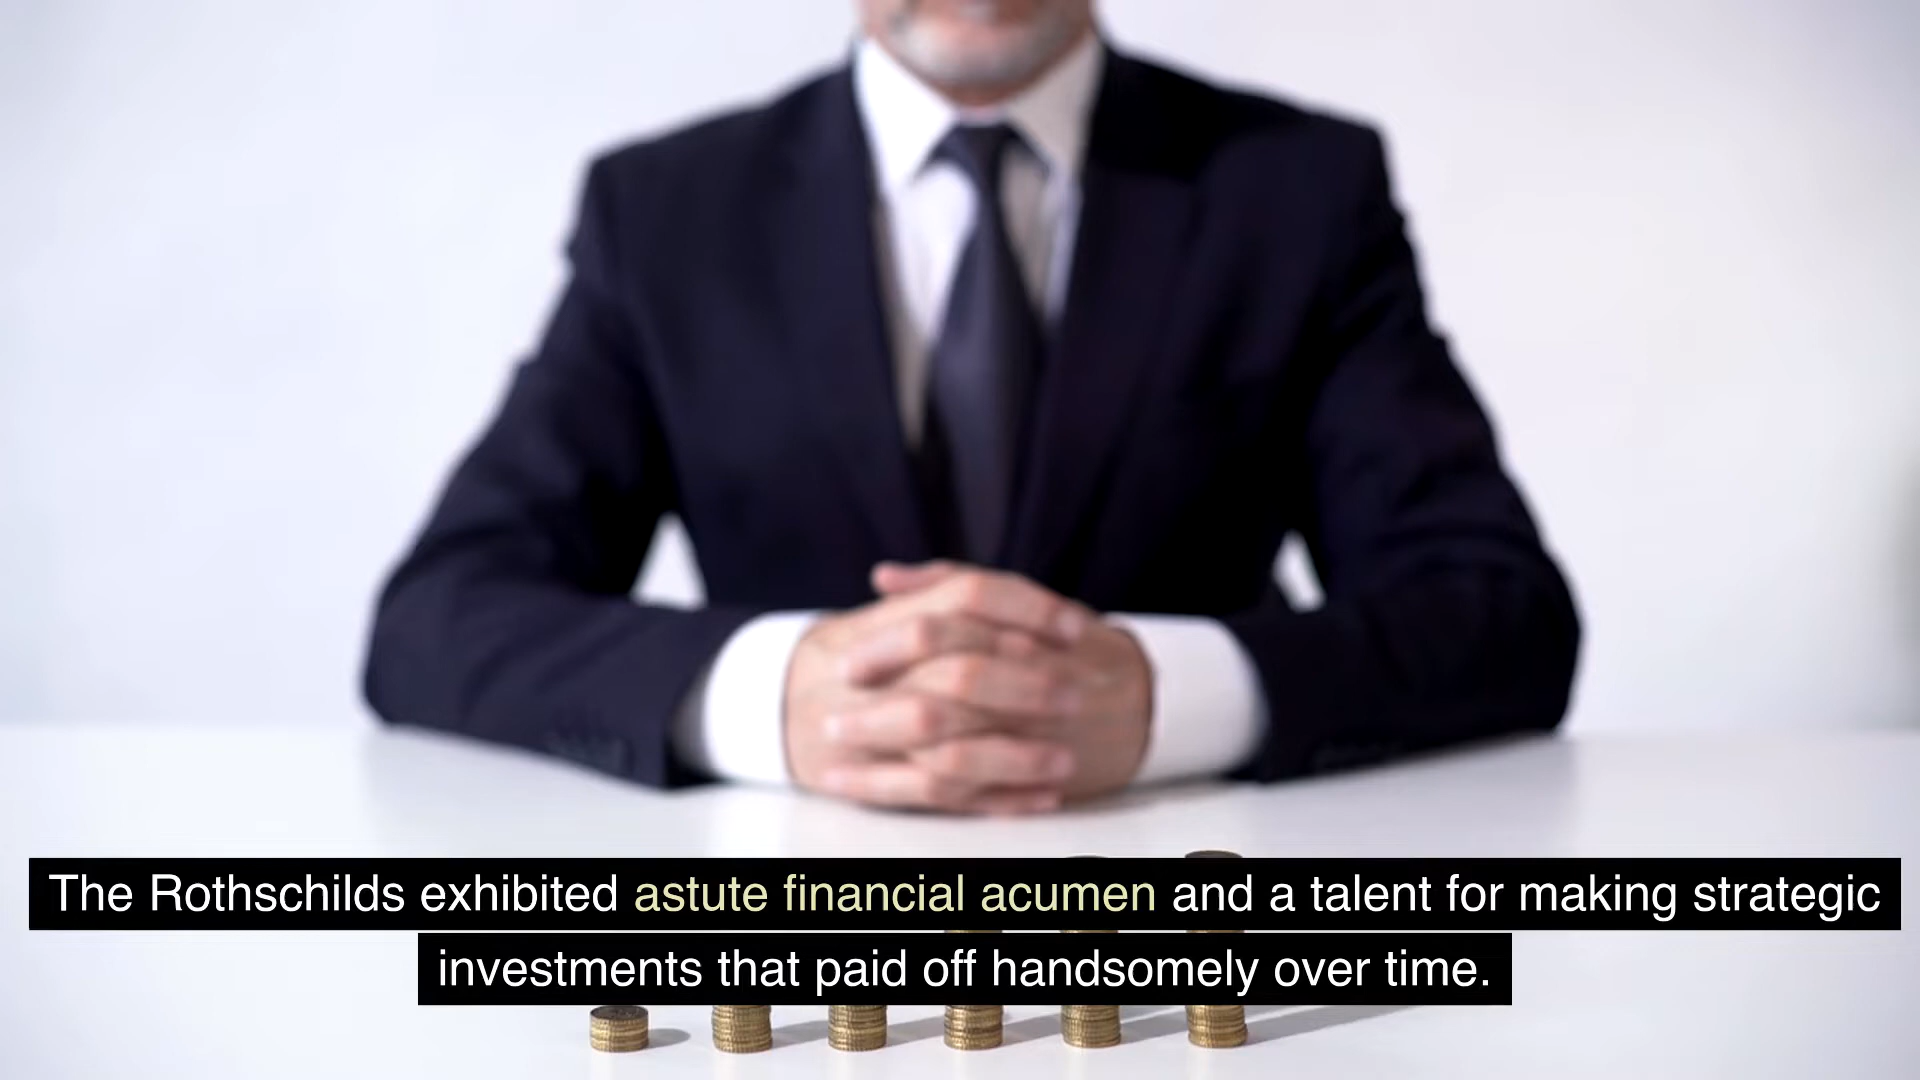 The Rothschilds exhibited astute financial acumen and a talent for making strategic
investments that paid off handsomely over time.